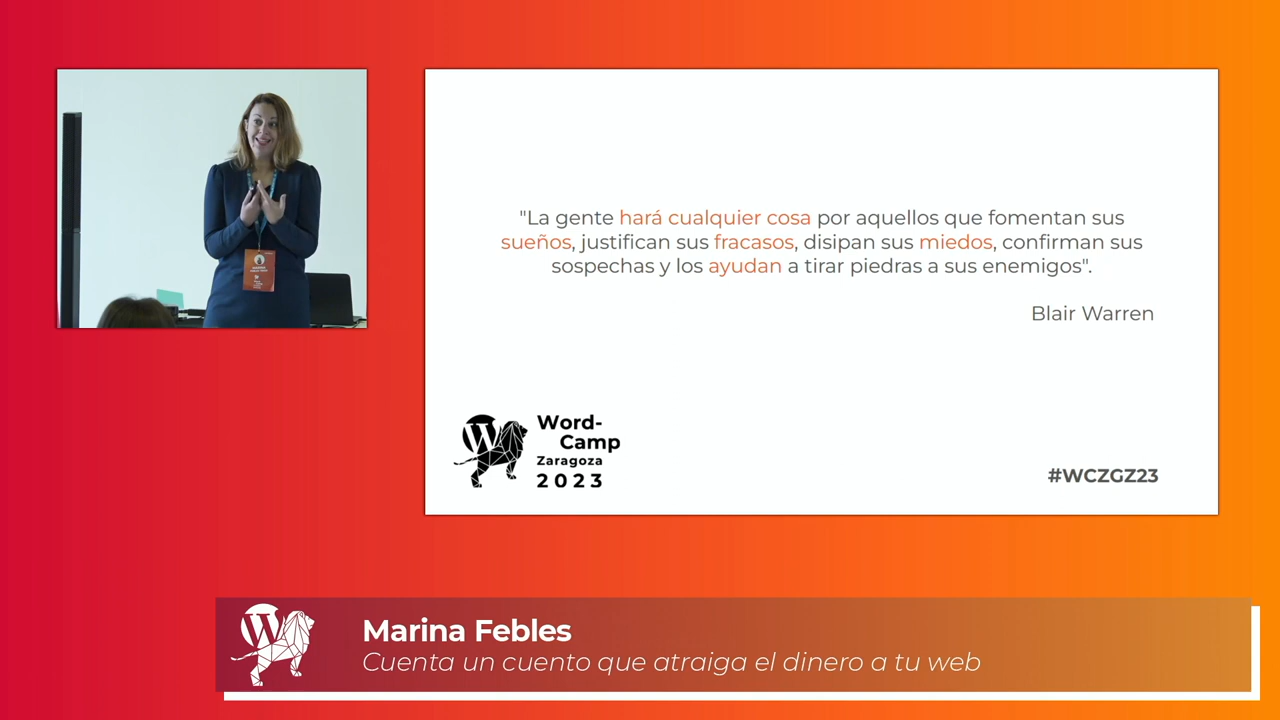 "La gente hará cualquier cosa por aquellos que fomentan sus
sueños, justifican sus fracasos, disipan sus miedos, confirman sus
sospechas y los ayudan a tirar piedras a sus enemigos".
Blair Warren
Word-
Camp
Zaragoza
2023
#WCZGZ23
Marina Febles
Cuenta un cuento que atraiga el dinero a tu web